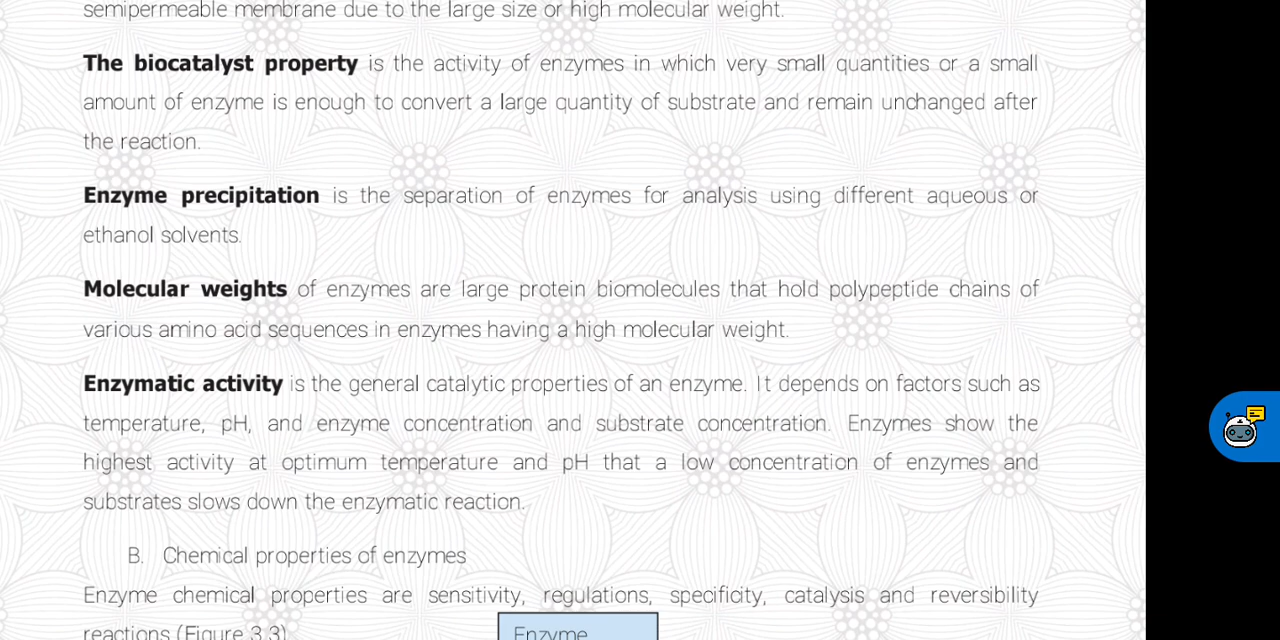 semipermeable membrane due to the large size or high molecular weight.
The biocatalyst property is the activity of enzymes in which very small quantities or a small
amount of enzyme is enough to convert a large quantity of substrate and remain unchanged after
the reaction.
Enzyme precipitation is the separation of enzymes for analysis using different aqueous or
ethanol solvents.
Molecular weights of enzymes are large protein biomolecules that hold polypeptide chains of
various amino acid sequences in enzymes having a high molecular weight.
Enzymatic activity is the general catalytic properties of an enzyme. It depends on factors such as
temperature, pH, and enzyme concentration and substrate concentration. Enzymes show the
highest activity at optimum temperature and pH that a low concentration of enzymes and
substrates slows down the enzymatic reaction.
B. Chemical properties of enzymes
Enzyme chemical properties are sensitivity, regulations, specificity, catalysis and reversibility
reactions (Figure 3.3)
Enzyme